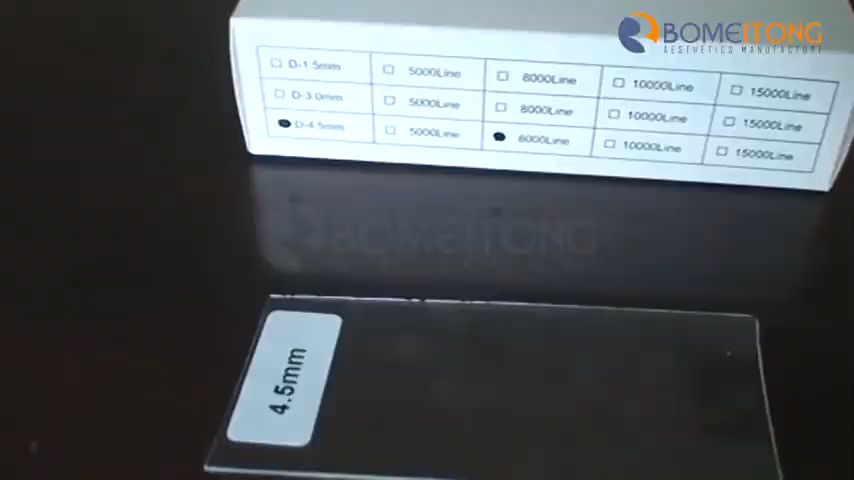 BOMEITONG
AESTHETICS MANUFACTURE
D-1.5mm 5000Line 8000Line 10000Line 15000Line
D-3.0mm 5000Line 8000Line 10000Line 15000Line
D-4.5mm 5000Line 8000Line 10000Line 15000Line
BOMEITONG
4.5mm